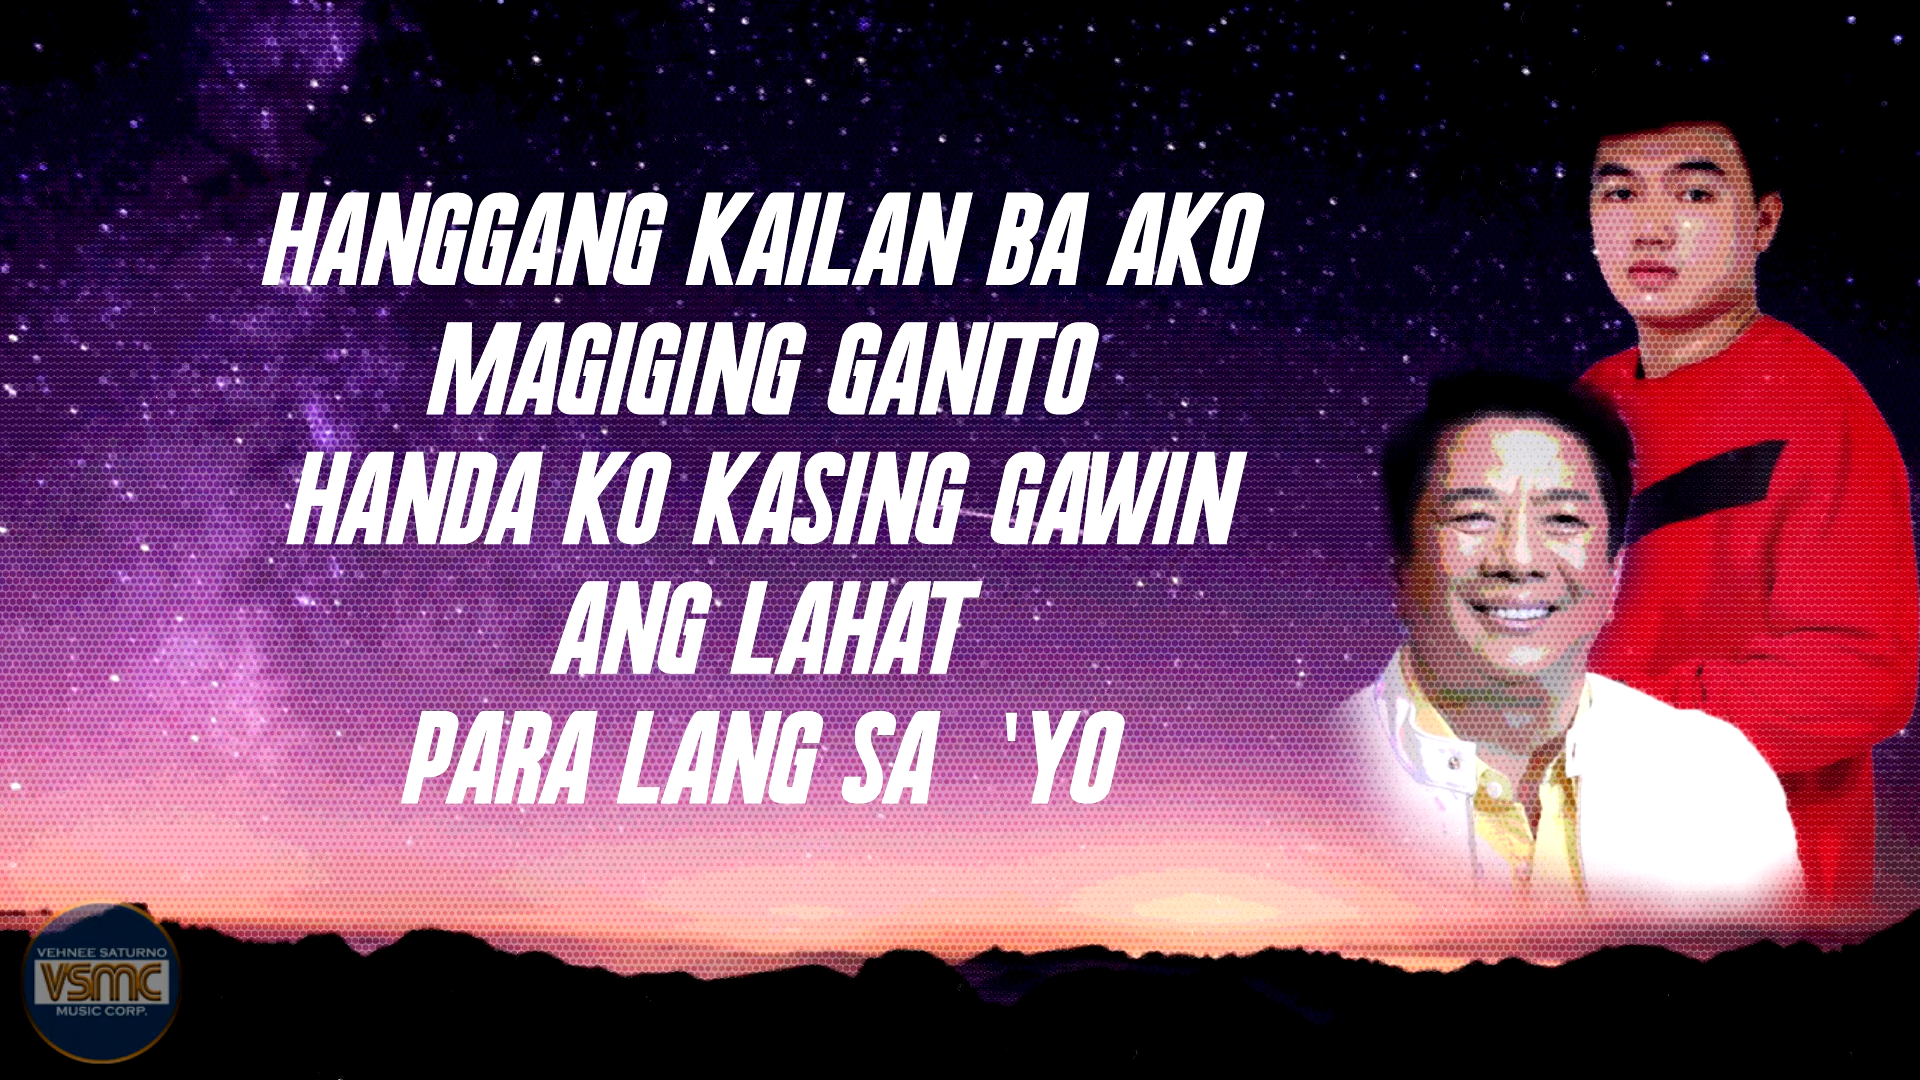 HANGGANG KAILAN BA AKO
MAGIGING GANITO
HANDA KO KASING GAWIN
ANG LAHAT
PARA LANG SA 'YO
VEHNEE SATURNO
VSMC
MUSIC CORP.